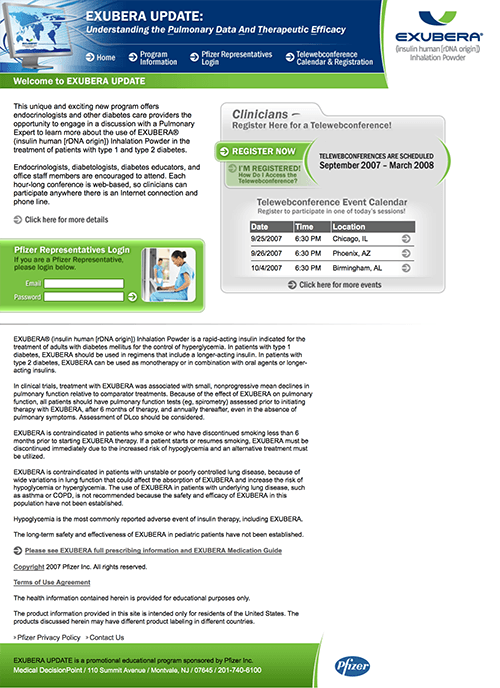 EXUBERA UPDATE:
Understanding the Pulmonary Data And Therapeutic Efficacy
Home
Program Information
Pfizer Representatives Login
Telewebconference Calendar & Registration
EXUBERA®
(insulin human [rDNA origin])
Inhalation Powder
Welcome to EXUBERA UPDATE
This unique and exciting new program offers
endocrinologists and other diabetes care providers the
opportunity to engage in a discussion with a Pulmonary
Expert to learn more about the use of EXUBERA®
(insulin human [rDNA origin]) Inhalation Powder in the
treatment of patients with type 1 and type 2 diabetes.
Endocrinologists, diabetologists, diabetes educators, and
office staff members are encouraged to attend. Each
hour-long conference is web-based, so clinicians can
participate anywhere there is an Internet connection and
phone line.
Click here for more details
Pfizer Representatives Login
If you are a Pfizer Representative,
please login below.
Email
Password
Clinicians –
Register Here for a Telewebconference!
REGISTER NOW
I'M REGISTERED!
How Do I Access the
Telewebconference?
TELEWEBCONFERENCES ARE SCHEDULED
September 2007 – March 2008
Telewebconference Event Calendar
Register to participate in one of today's sessions!
Date Time Location
9/25/2007 6:30 PM Chicago, IL
9/26/2007 6:30 PM Phoenix, AZ
10/4/2007 6:30 PM Birmingham, AL
Click here for more events
EXUBERA® (insulin human [rDNA origin]) Inhalation Powder is a rapid-acting insulin indicated for the
treatment of adults with diabetes mellitus for the control of hyperglycemia. In patients with type 1
diabetes, EXUBERA should be used in regimens that include a longer-acting insulin. In patients with
type 2 diabetes, EXUBERA can be used as monotherapy or in combination with oral agents or longer-
acting insulins.
In clinical trials, treatment with EXUBERA was associated with small, nonprogressive mean declines in
pulmonary function relative to comparator treatments. Because of the effect of EXUBERA on pulmonary
function, all patients should have pulmonary function tests (eg, spirometry) assessed prior to initiating
therapy with EXUBERA, after 6 months of therapy, and annually thereafter, even in the absence of
pulmonary symptoms. Assessment of DLco should be considered.
EXUBERA is contraindicated in patients who smoke or who have discontinued smoking less than 6
months prior to starting EXUBERA therapy. If a patient starts or resumes smoking, EXUBERA must be
discontinued immediately due to the increased risk of hypoglycemia and an alternative treatment must
be utilized.
EXUBERA is contraindicated in patients with unstable or poorly controlled lung disease, because of
wide variations in lung function that could affect the absorption of EXUBERA and increase the risk of
hypoglycemia or hyperglycemia. The use of EXUBERA in patients with underlying lung disease, such
as asthma or COPD, is not recommended because the safety and efficacy of EXUBERA in this
population have not been established.
Hypoglycemia is the most commonly reported adverse event of insulin therapy, including EXUBERA.
The long-term safety and effectiveness of EXUBERA in pediatric patients have not been established.
Please see EXUBERA full prescribing information and EXUBERA Medication Guide
Copyright 2007 Pfizer Inc. All rights reserved.
Terms of Use Agreement
The health information contained herein is provided for educational purposes only.
The product information provided in this site is intended only for residents of the United States. The
products discussed herein may have different product labeling in different countries.
» Pfizer Privacy Policy » Contact Us
EXUBERA UPDATE is a promotional educational program sponsored by Pfizer Inc.
Medical DecisionPoint / 110 Summit Avenue / Montvale, NJ / 07645 / 201-740-6100
Pfizer